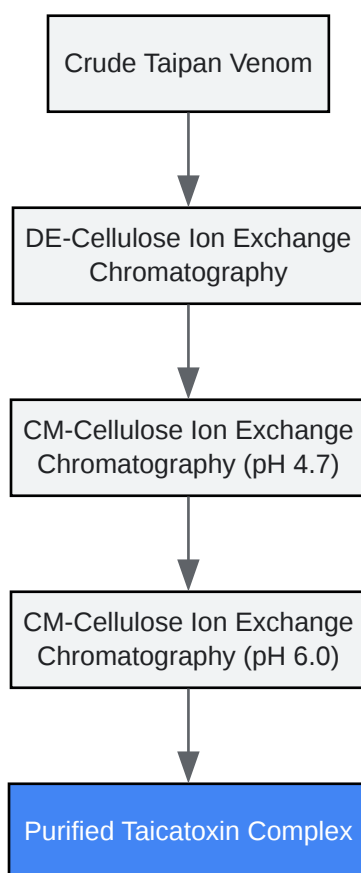 Crude Taipan Venom
DE-Cellulose Ion Exchange
Chromatography
CM-Cellulose Ion Exchange
Chromatography (pH 4.7)
CM-Cellulose Ion Exchange
Chromatography (pH 6.0)
Purified Taicatoxin Complex